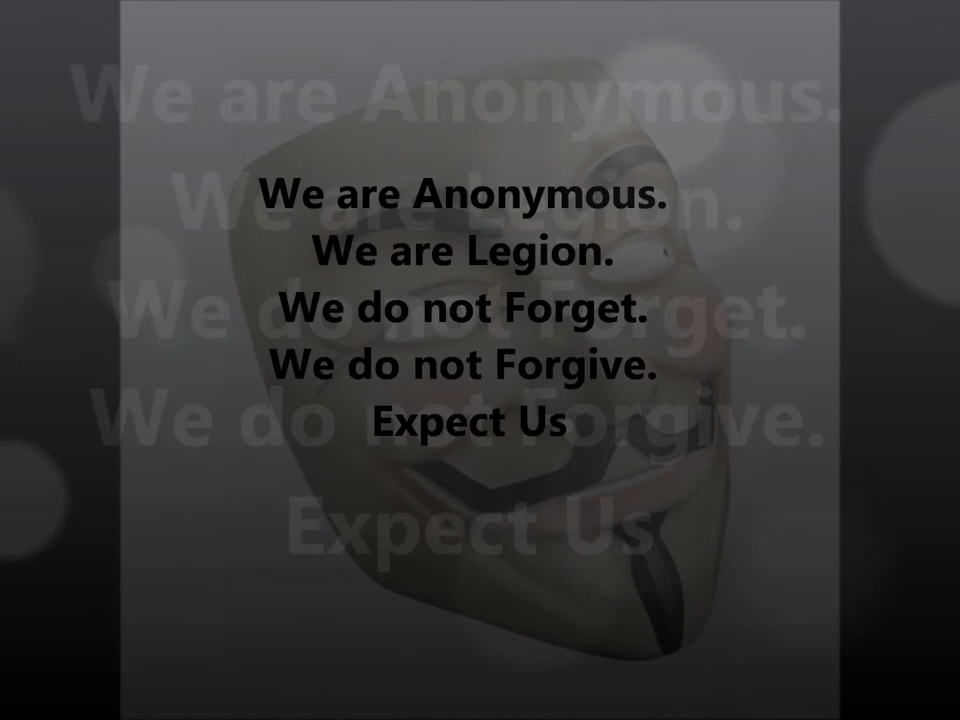 We are Anonymous.
We are Legion.
We do not Forget.
We do not Forgive.
Expect Us
We are Anonymous.
We are Legion.
We do not Forget.
We do not Forgive.
Expect Us